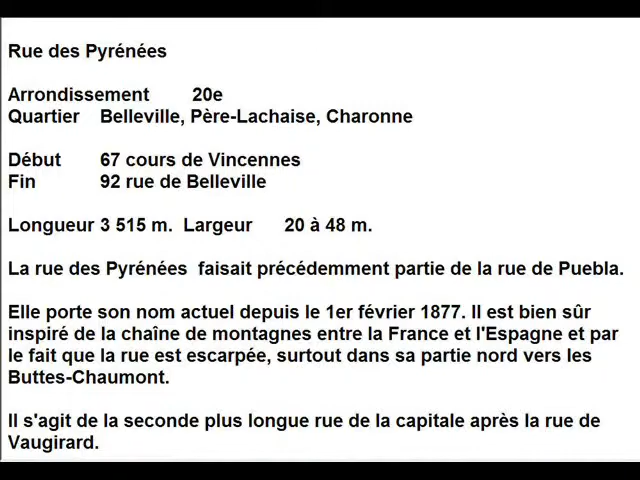 Rue des Pyrénées
Arrondissement 20e
Quartier Belleville, Père-Lachaise, Charonne
Début 67 cours de Vincennes
Fin 92 rue de Belleville
Longueur 3 515 m. Largeur 20 à 48 m.
La rue des Pyrénées faisait précédemment partie de la rue de Puebla.
Elle porte son nom actuel depuis le 1er février 1877. Il est bien sûr
inspiré de la chaîne de montagnes entre la France et l'Espagne et par
le fait que la rue est escarpée, surtout dans sa partie nord vers les
Buttes-Chaumont.
Il s'agit de la seconde plus longue rue de la capitale après la rue de
Vaugirard.